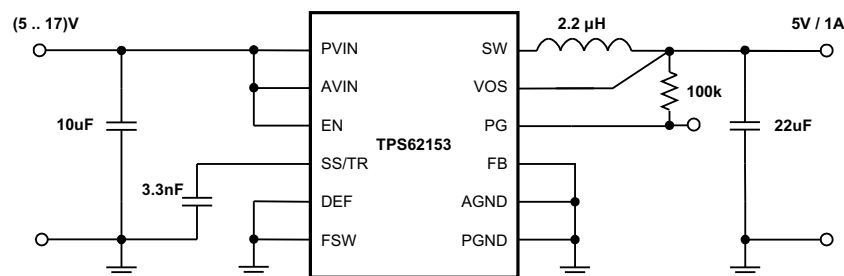 (5 .. 17)V
2.2 µH
5V / 1A
PVIN
SW
AVIN
VOS
100k
10uF
EN
PG
22uF
TPS62153
3.3nF
SS/TR
FB
DEF
AGND
FSW
PGND